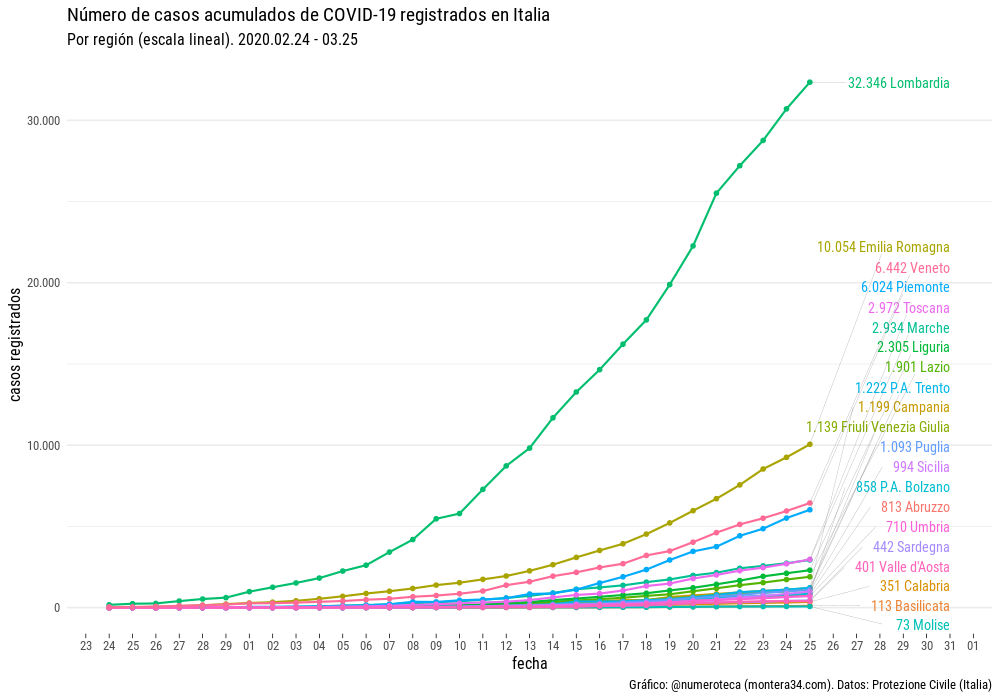 Número de casos acumulados de COVID-19 registrados en Italia
Por región (escala lineal). 2020.02.24 - 03.25
casos registrados
30.000
20.000
10.000
0
32.346 Lombardia
10.054 Emilia Romagna
6.442 Veneto
6.024 Piemonte
2.972 Toscana
2.934 Marche
2.305 Liguria
1.901 Lazio
1.222 P.A. Trento
1.199 Campania
1.139 Friuli Venezia Giulia
1.093 Puglia
994 Sicilia
858 P.A. Bolzano
813 Abruzzo
710 Umbria
442 Sardegna
401 Valle d'Aosta
351 Calabria
113 Basilicata
73 Molise
23 24 25 26 27 28 29 01 02 03 04 05 06 07 08 09 10 11 12 13 14 15 16 17 18 19 20 21 22 23 24 25 26 27 28 29 30 31 01
fecha
Gráfico: @numeroteca (montera34.com). Datos: Protezione Civile (Italia)